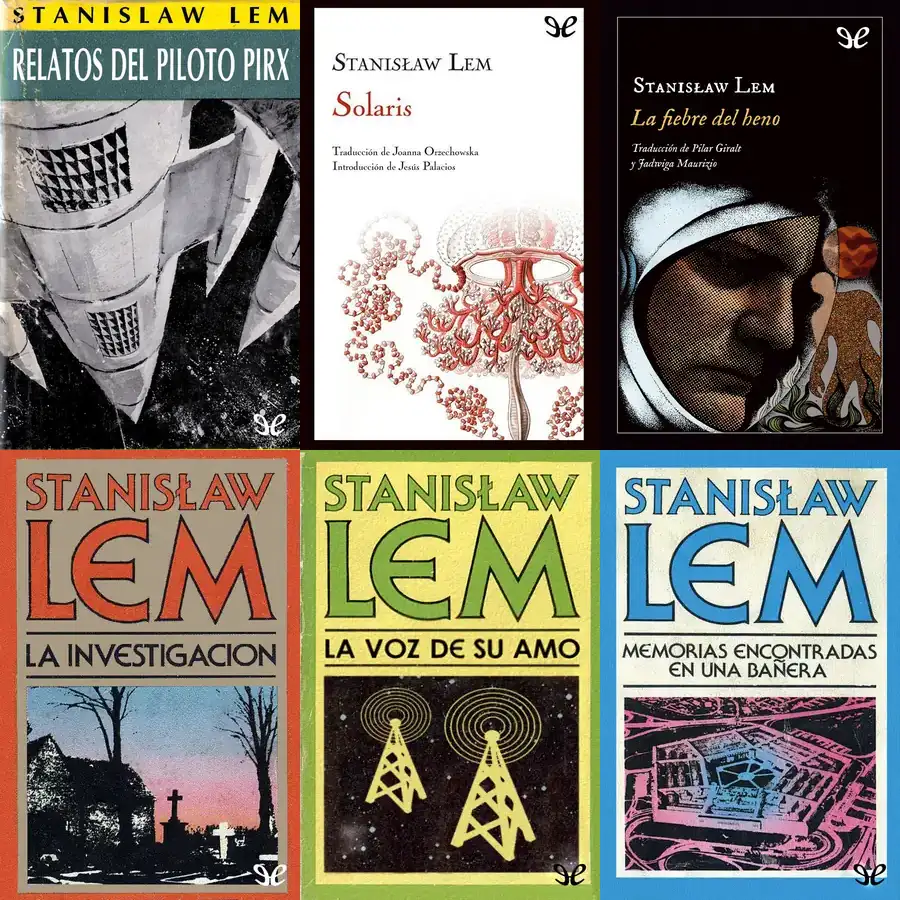 STANISLAW LEM
RELATOS DEL PILOTO PIRX
STANISŁAW LEM
Solaris
Traducción de Joanna Orzechowska
Introducción de Jesús Palacios
STANISŁAW LEM
La fiebre del heno
Traducción de Pilar Giralt
y Jadwiga Maurizio
STANISŁAW
LEM
LA INVESTIGACION
STANISŁAW
LEM
LA VOZ DE SU AMO
STANISŁAW
LEM
MEMORIAS ENCONTRADAS
EN UNA BAÑERA